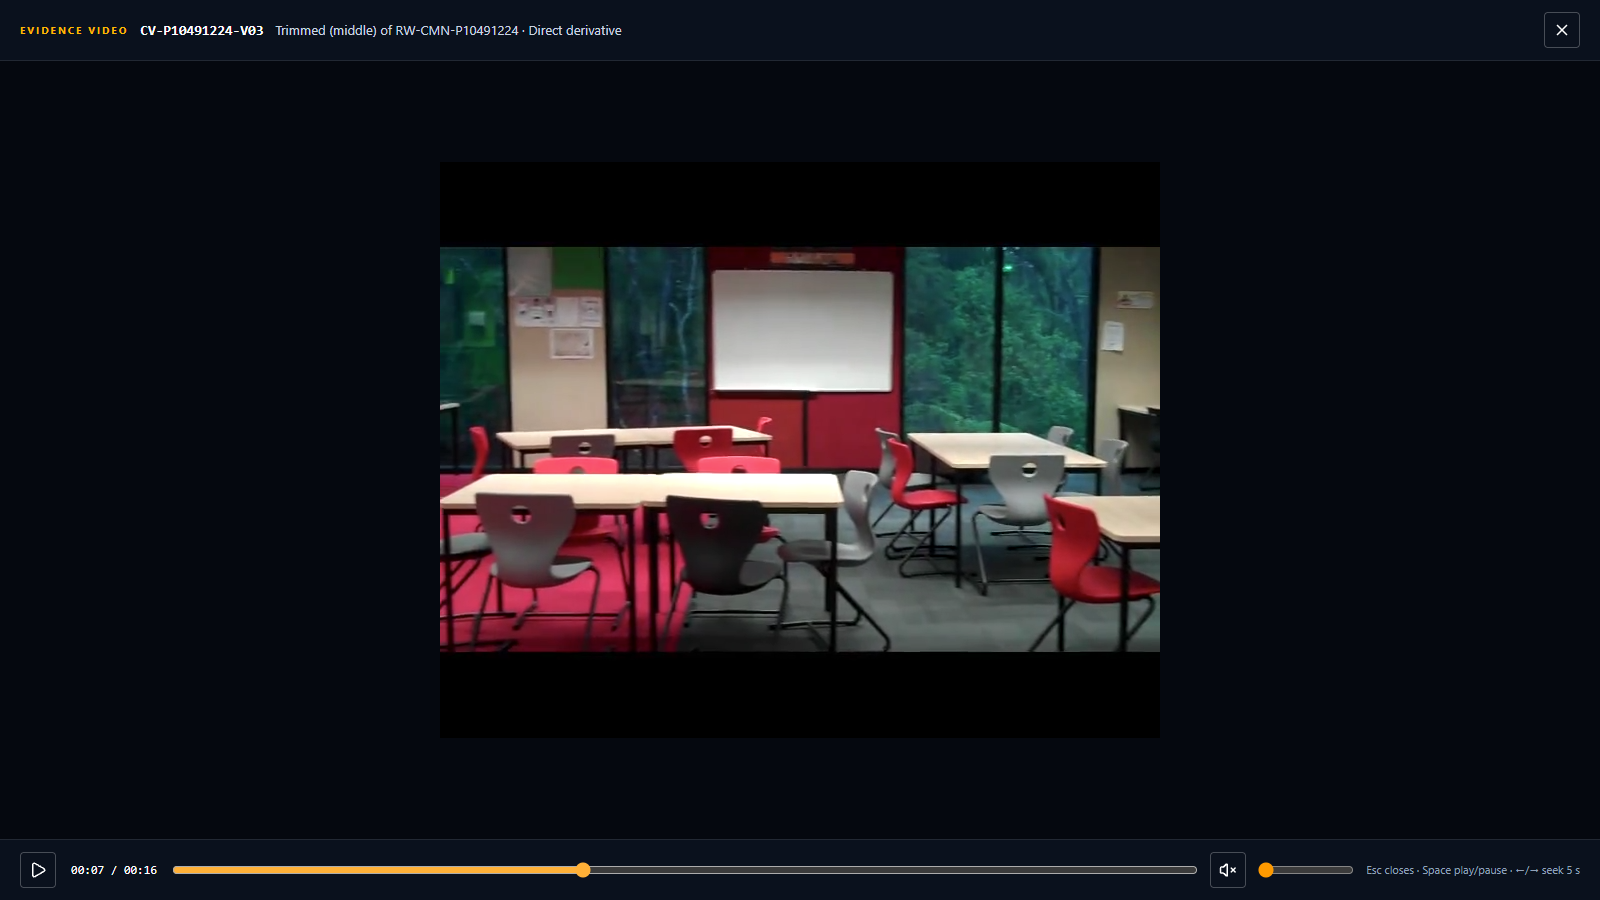 EVIDENCE VIDEO CV-P10491224-V03 Trimmed (middle) of RW-CMN-P10491224 · Direct derivative
00:07 / 00:16
Esc closes · Space play/pause · ←/→ seek 5 s